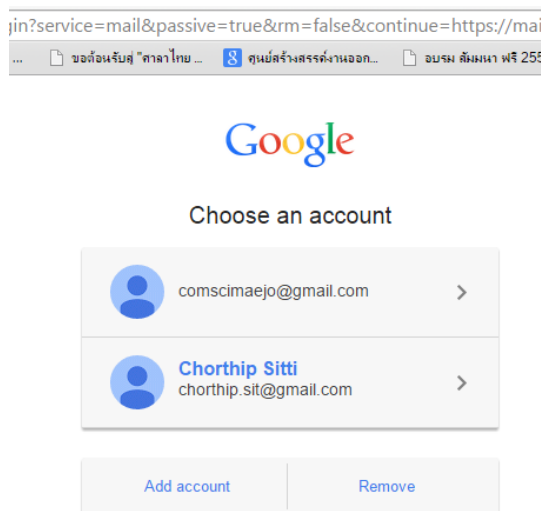 gin?service=mail&passive=true&rm=false&continue=https://mai
... ขอต้อนรับสู่ "ศาลาไทย ... 8 ศูนย์สร้างสรรค์งานออก... อบรม สัมมนา ฟรี 255
Google
Choose an account
comscimaejo@gmail.com
Chorthip Sitti
chorthip.sit@gmail.com
Add account Remove